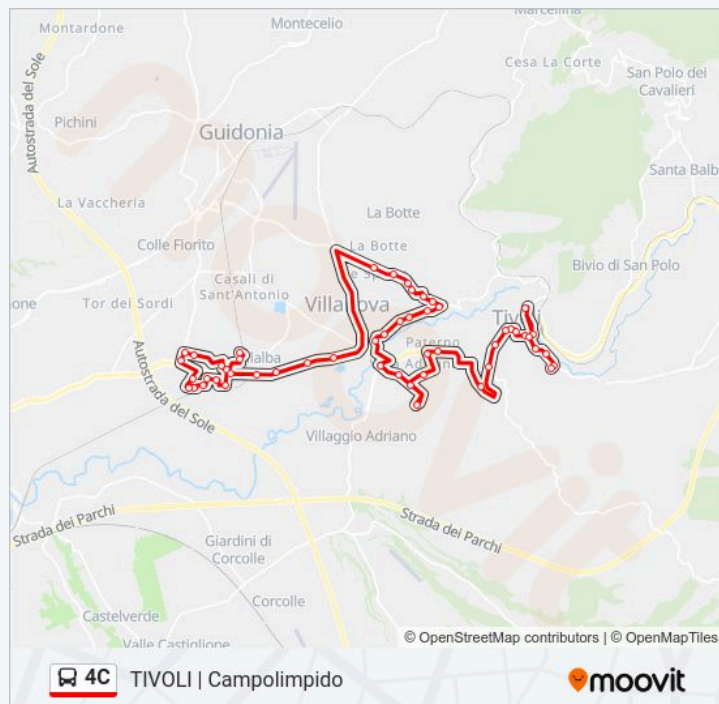 Marcellina
Montardone
Montecelio
Cesa La Corte
San Polo dei
Cavalieri
Autostrada del Sole
Pichini
Guidonia
Santa Balb
La Vaccheria
La Botte
Colle Fiorito
La Botte
Bivio di San Polo
Casali di
Sant'Antonio
Tor dei Sordi
Paterno
Autostrada del Sole
Villaggio Adriano
Strada dei Parchi
Strada dei Parchi
Giardini di
Corcolle
Castelverde
Corcolle
Valle Castiglione
© OpenStreetMap contributors | © OpenMapTiles
4C TIVOLI | Campolimpido
moovit